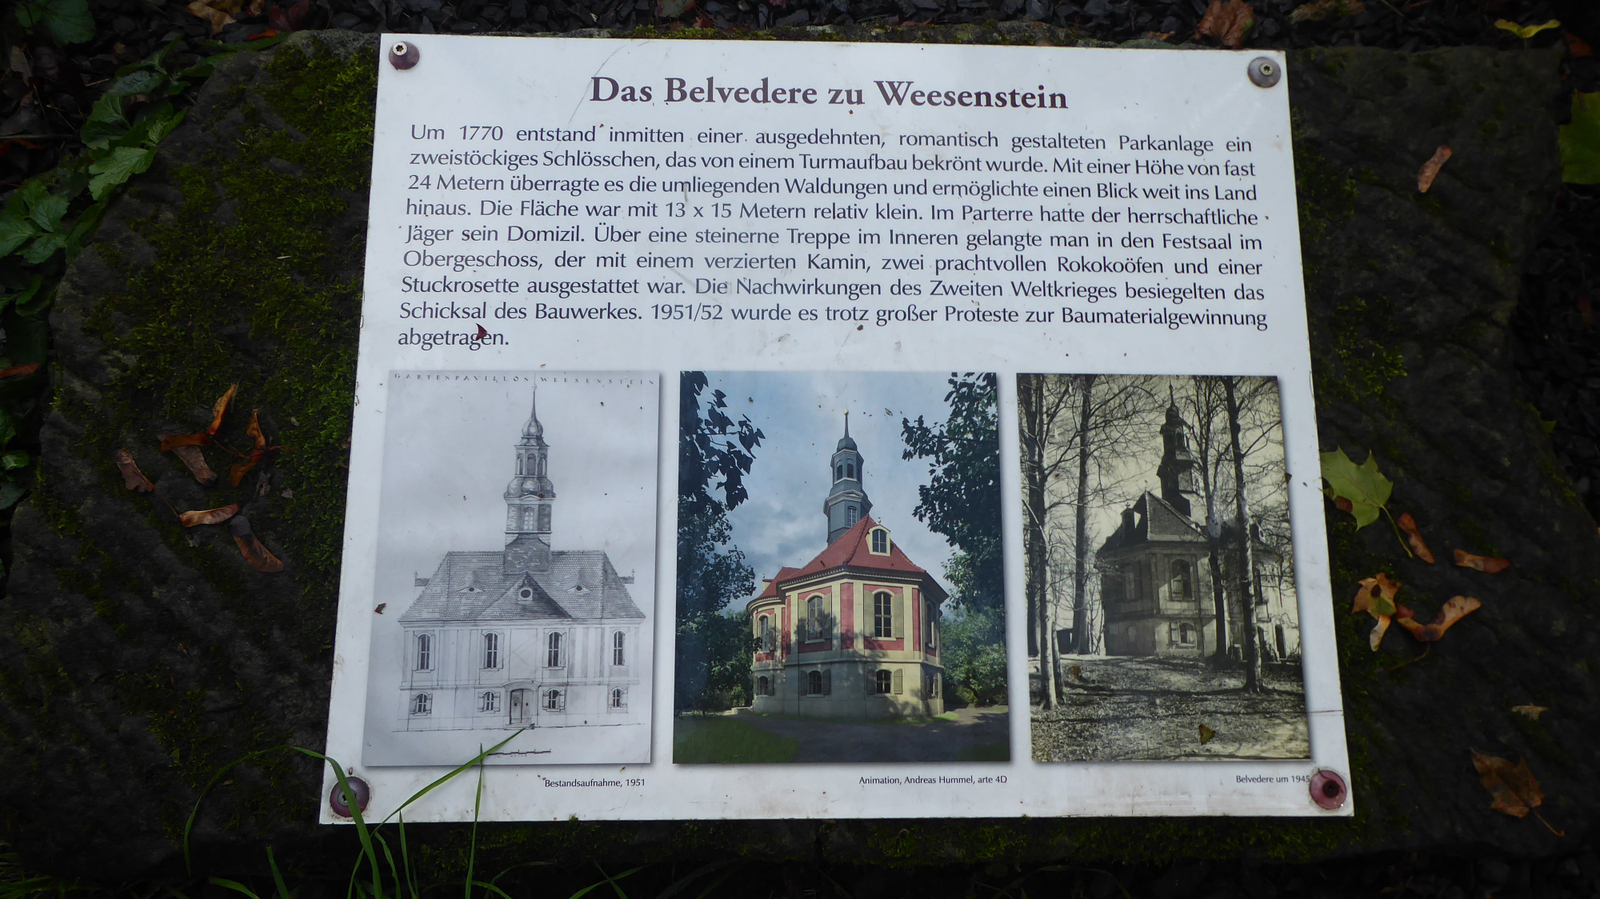 Das Belvedere zu Weesenstein
Um 1770 entstand inmitten einer ausgedehnten, romantisch gestalteten Parkanlage ein
zweistöckiges Schlösschen, das von einem Turmaufbau bekrönt wurde. Mit einer Höhe von fast
24 Metern überragte es die umliegenden Waldungen und ermöglichte einen Blick weit ins Land
hinaus. Die Fläche war mit 13 x 15 Metern relativ klein. Im Parterre hatte der herrschaftliche
Jäger sein Domizil. Über eine steinerne Treppe im Inneren gelangte man in den Festsaal im
Obergeschoss, der mit einem verzierten Kamin, zwei prachtvollen Rokokoöfen und einer
Stuckrosette ausgestattet war. Die Nachwirkungen des Zweiten Weltkrieges besiegelten das
Schicksal des Bauwerkes. 1951/52 wurde es trotz großer Proteste zur Baumaterialgewinnung
abgetragen.
GARTENPAVILLON WEESENSTEIN
Bestandsaufnahme, 1951
Animation, Andreas Hummel, arte 4D
Belvedere um 1945